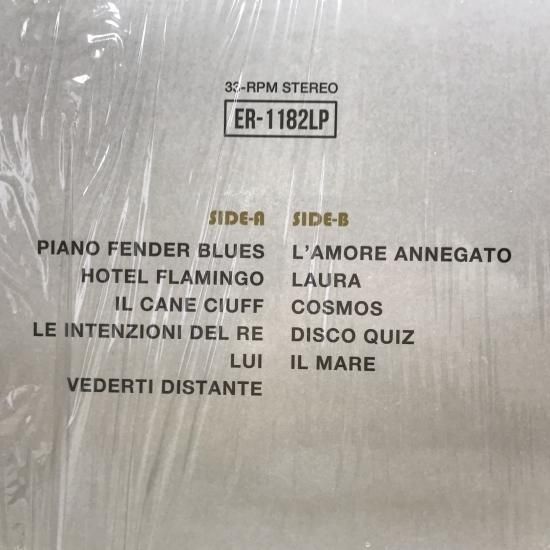 33-RPM STEREO
ER-1182LP
SIDE-A
PIANO FENDER BLUES
HOTEL FLAMINGO
IL CANE CIUFF
LE INTENZIONI DEL RE
LUI
VEDERTI DISTANTE
SIDE-B
L'AMORE ANNEGATO
LAURA
COSMOS
DISCO QUIZ
IL MARE